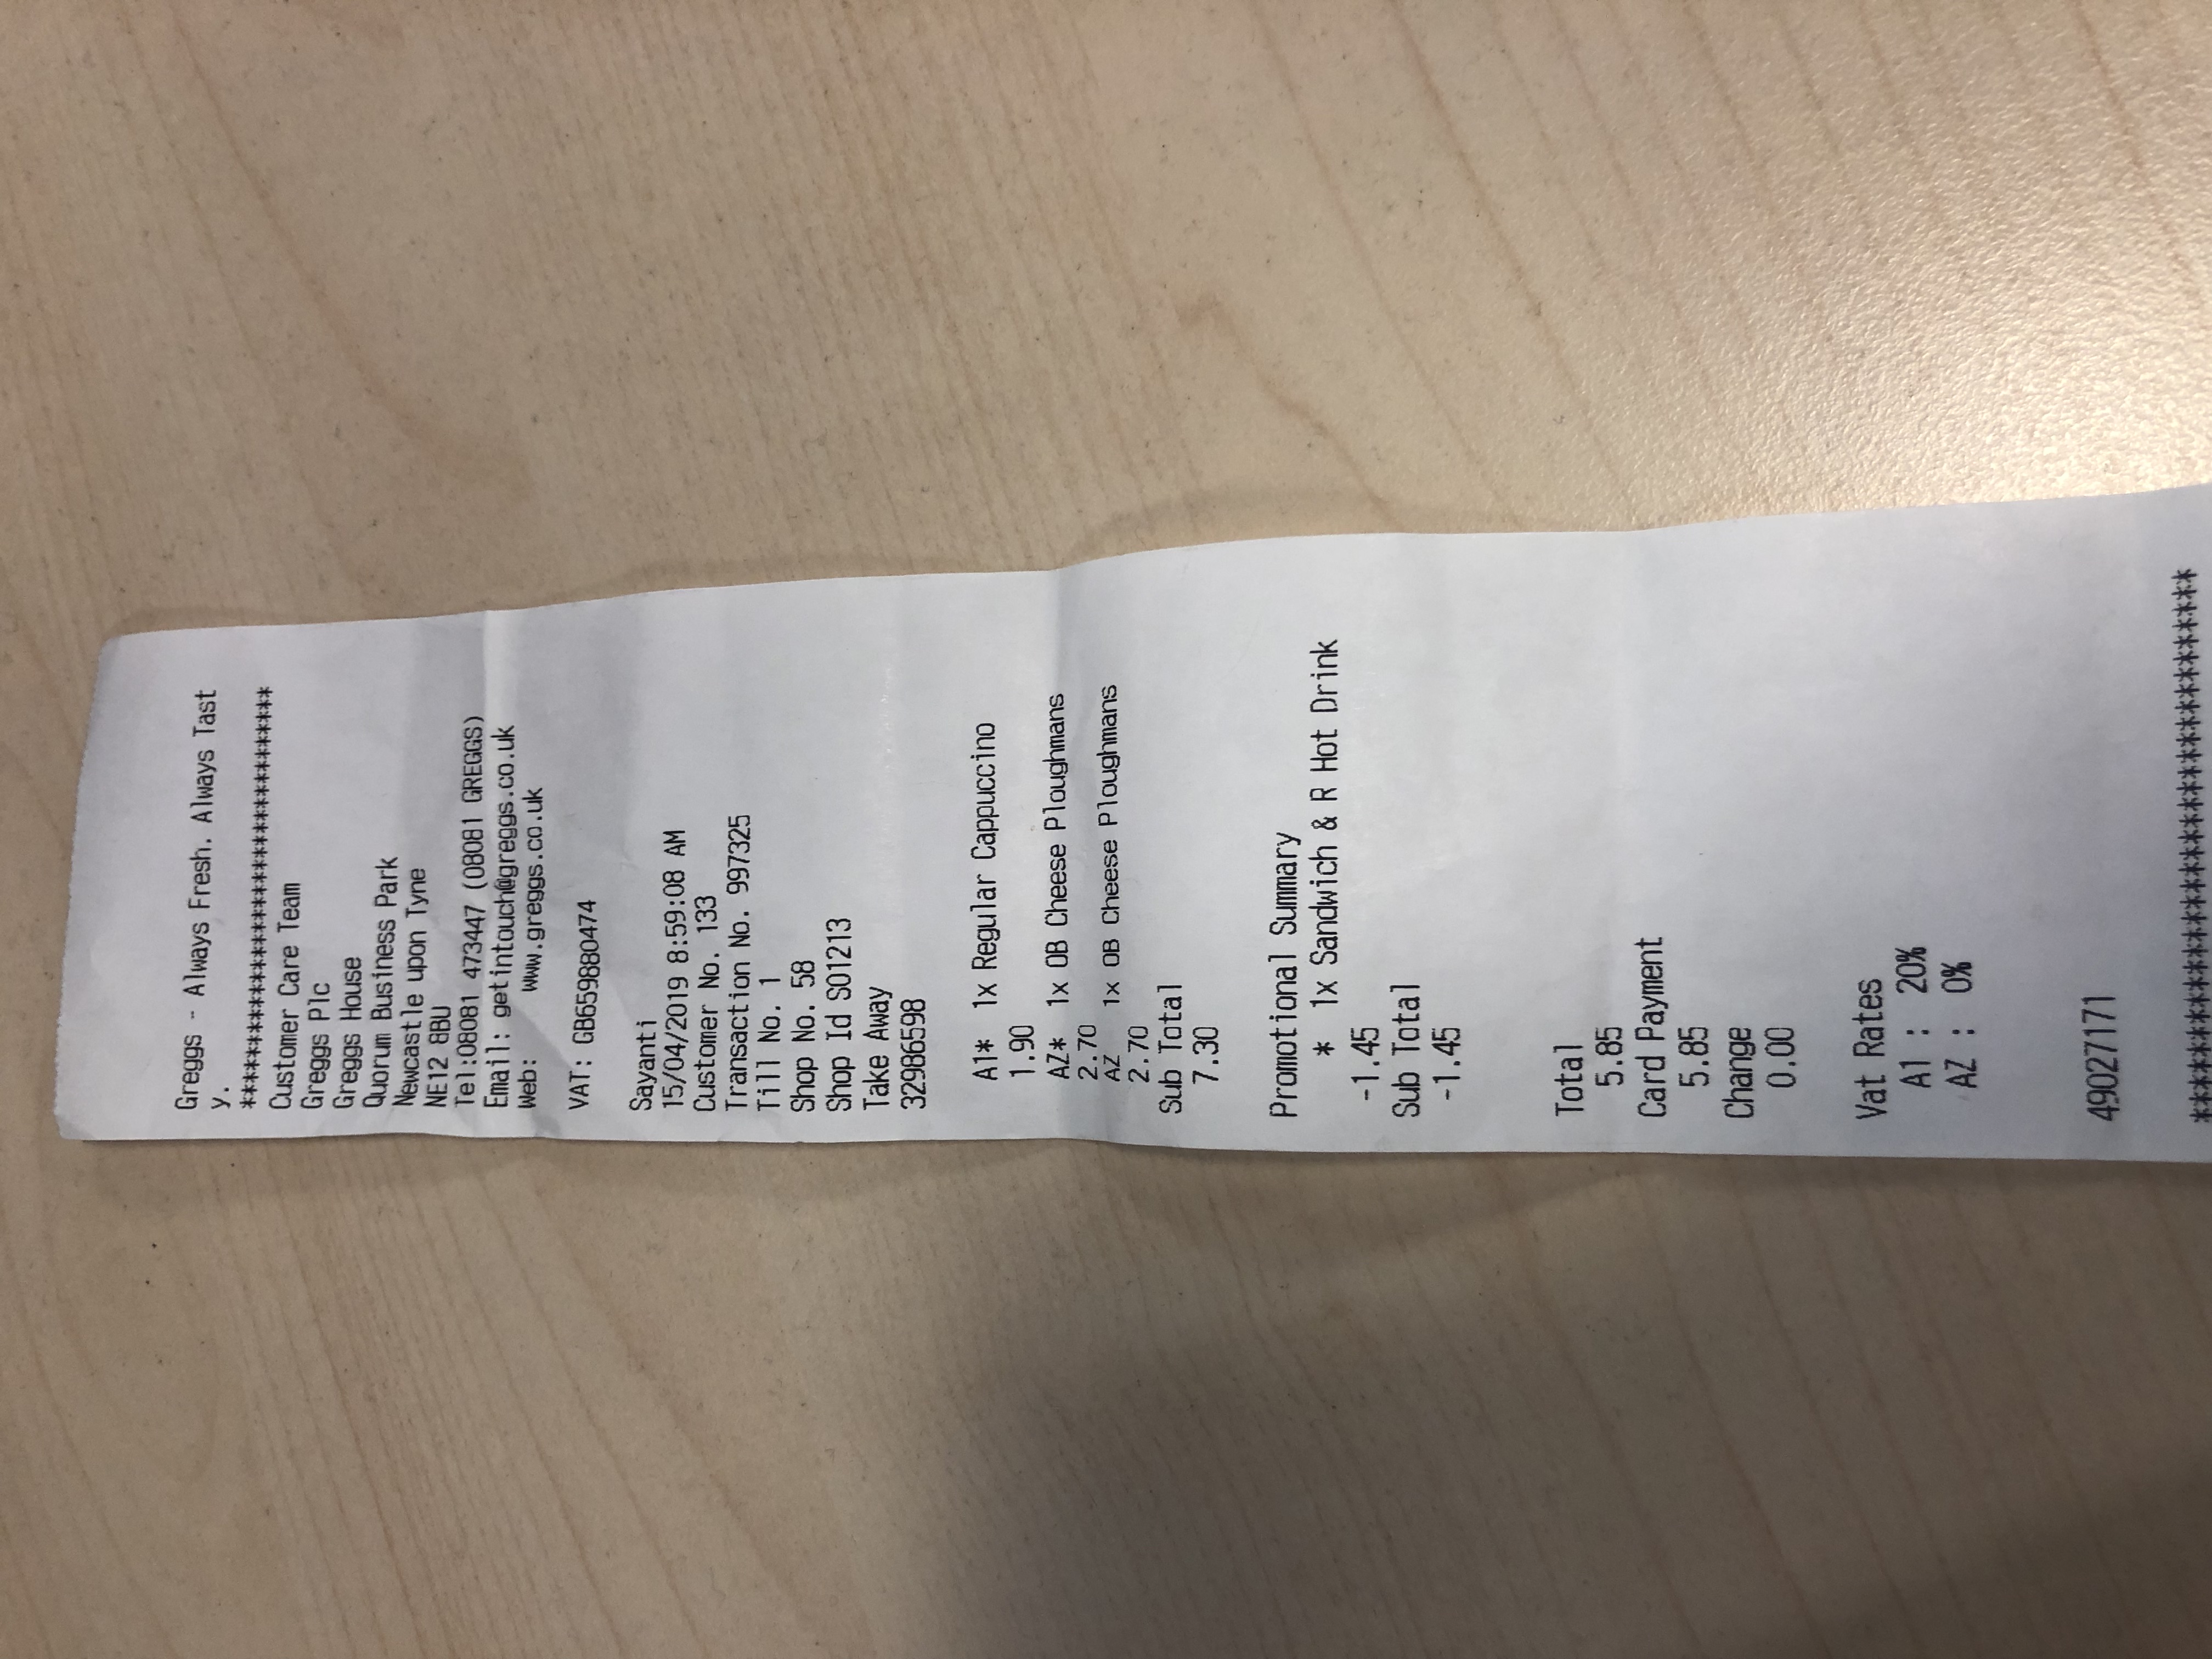 Greggs - Always Fresh. Always Tast
y.
*********************************
Customer Care Team
Greggs Plc
Greggs House
Quorum Business Park
Newcastle upon Tyne
NE12 8BU
Tel:08081 473447 (08081 GREGGS)
Email: getintouch@greggs.co.uk
Web: www.greggs.co.uk
VAT: GB659880474
Sayanti
15/04/2019 8:59:08 AM
Customer No. 133
Transaction No. 997325
Till No. 1
Shop No. 58
Shop Id S01213
Take Away
32986598
A1* 1x Regular Cappuccino
1.90
AZ* 1x OB Cheese Ploughmans
2.70
AZ 1x OB Cheese Ploughmans
2.70
Sub Total
7.30
Promotional Summary
* 1x Sandwich & R Hot Drink
-1.45
Sub Total
-1.45
Total
5.85
Card Payment
5.85
Change
0.00
Vat Rates
A1 : 20%
AZ : 0%
49027171
*********************************